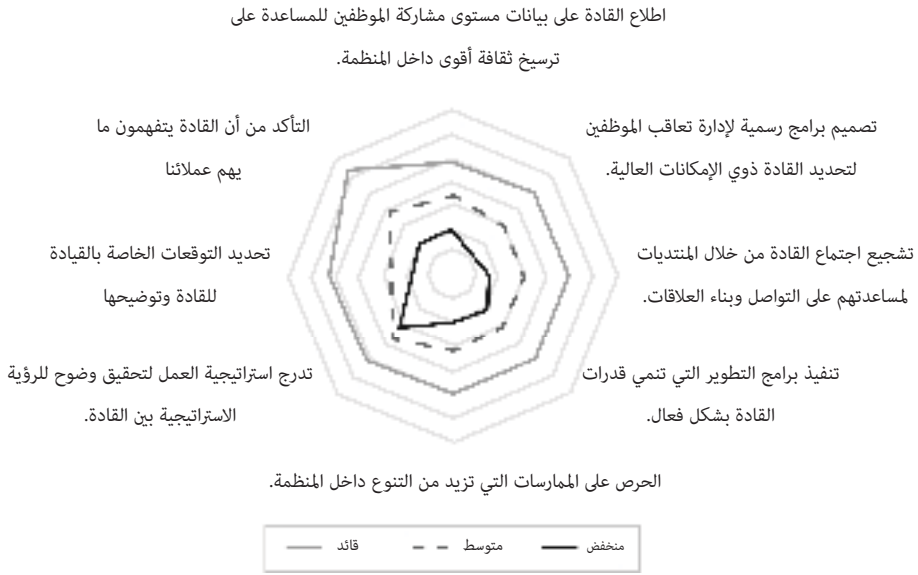 اطلاع القادة على بيانات مستوى مشاركة الموظفين للمساعدة على
ترسيخ ثقافة أقوى داخل المنظمة.
تصميم برامج رسمية لإدارة تعاقب الموظفين
لتحديد القادة ذوي الإمكانات العالية.
التأكد من أن القادة يتفهمون ما
يهم عملائنا
تشجيع اجتماع القادة من خلال المنتديات
لمساعدتهم على التواصل وبناء العلاقات.
تحديد التوقعات الخاصة بالقيادة
للقادة وتوضيحها
تنفيذ برامج التطوير التي تنمي قدرات
القادة بشكل فعال.
تدرج استراتيجية العمل لتحقيق وضوح للرؤية
الاستراتيجية بين القادة.
الحرص على الممارسات التي تزيد من التنوع داخل المنظمة.
منخفض
متوسط
قائد